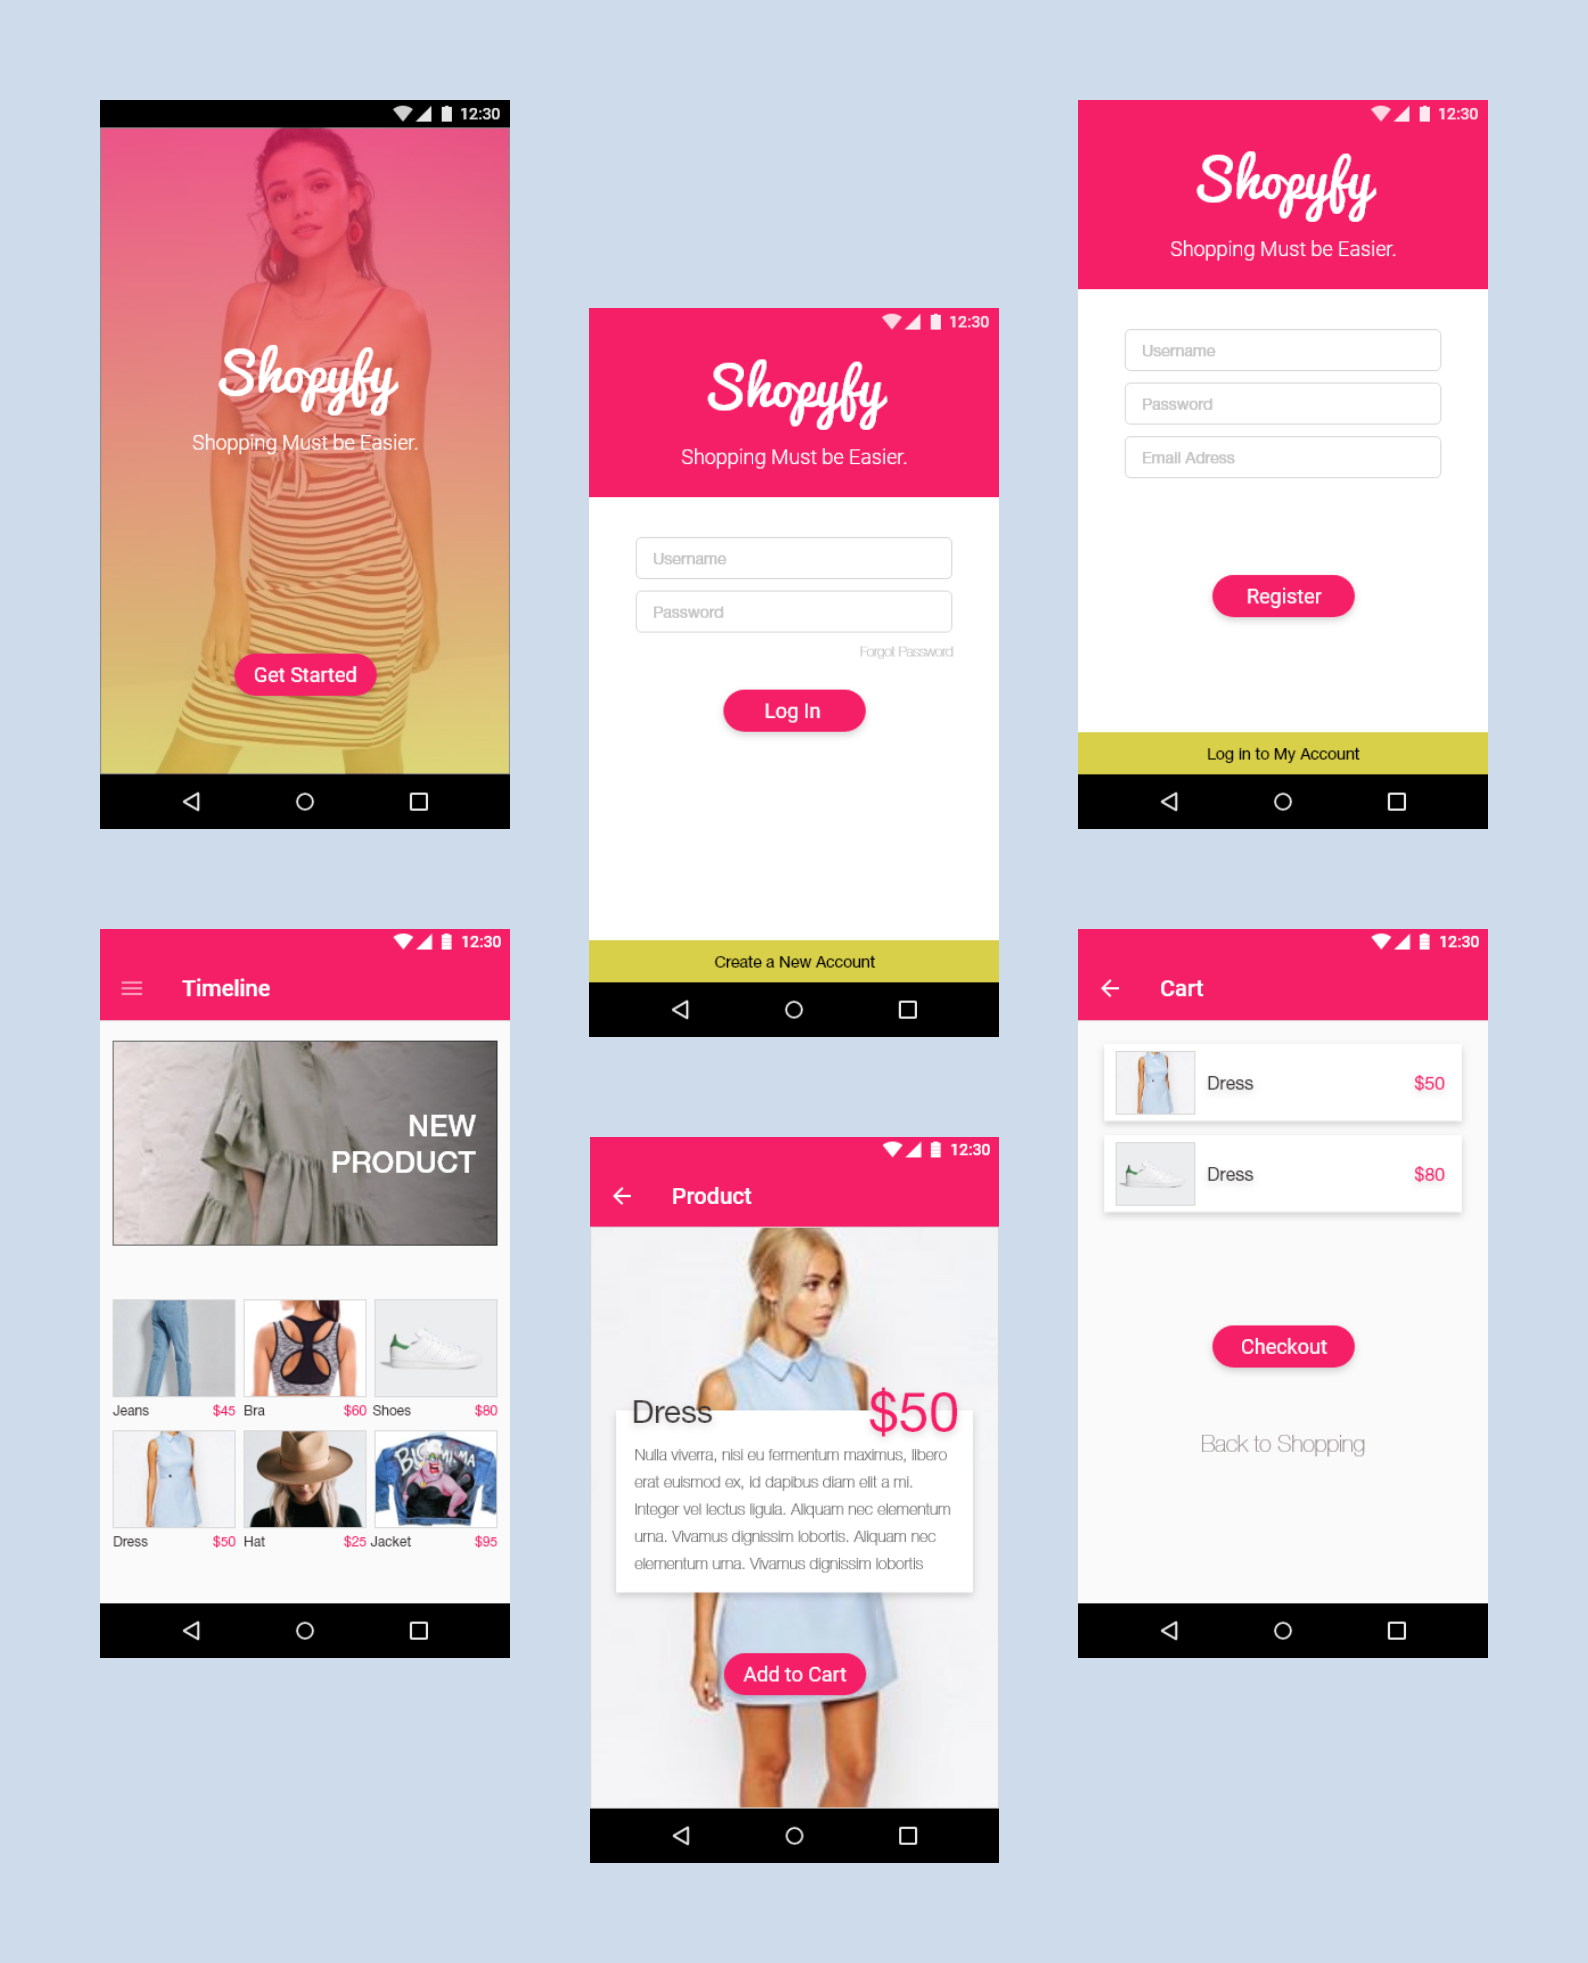 12:30
Shopyfy
Shopping Must be Easier.
Get Started
12:30
Shopyfy
Shopping Must be Easier.
Username
Password
Forgot Password
Log In
Create a New Account
12:30
Shopyfy
Shopping Must be Easier.
Username
Password
Email Adress
Register
Log in to My Account
12:30
Timeline
NEW
PRODUCT
Jeans $45 Bra $60 Shoes $80
Dress $50 Hat $25 Jacket $95
12:30
Product
Dress $50
Nulla viverra, nisi eu fermentum maximus, libero
erat euismod ex, id dapibus diam elit a mi.
Integer vel lectus ligula. Aliquam nec elementum
urna. Vivamus dignissim lobortis. Aliquam nec
elementum urna. Vivamus dignissim lobortis
Add to Cart
12:30
Cart
Dress $50
Dress $80
Checkout
Back to Shopping